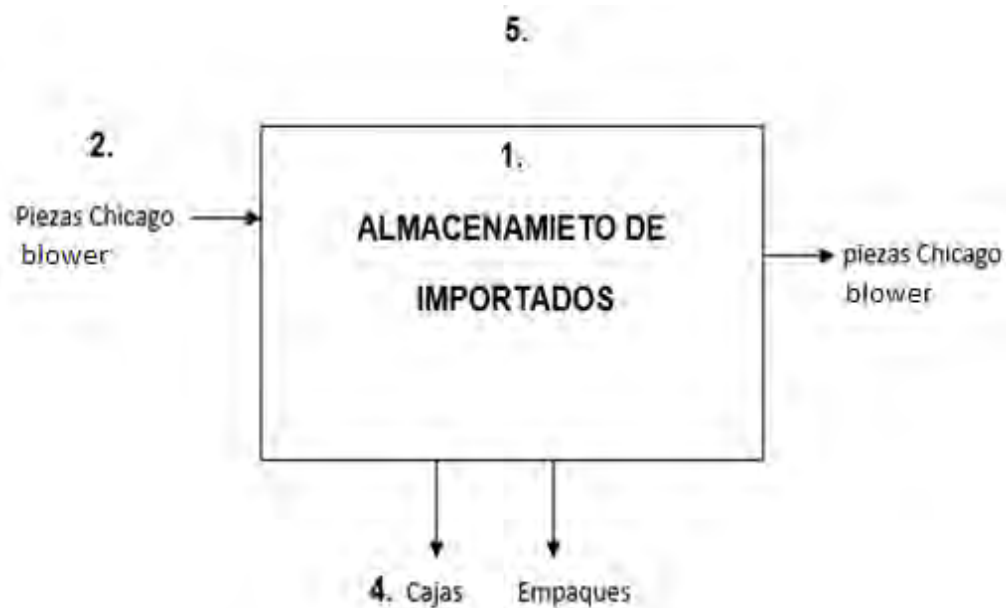 5.
2.
1.
Piezas Chicago
blower
ALMACENAMIETO DE
IMPORTADOS
piezas Chicago
blower
4. Cajas Empaques